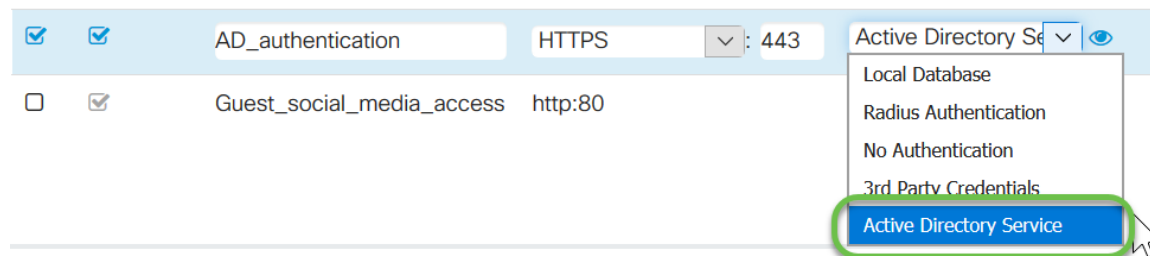 AD_authentication HTTPS : 443 Active Directory Se
Local Database
Guest_social_media_access http:80 Radius Authentication
No Authentication
3rd Party Credentials
Active Directory Service